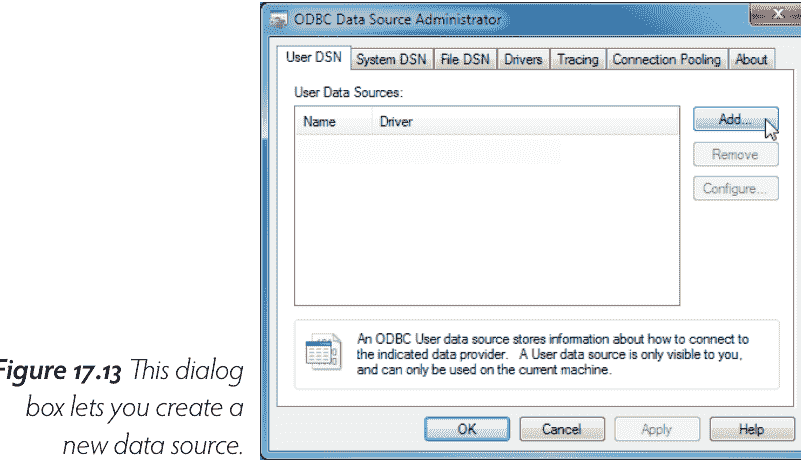 ODBC Data Source Administrator
User DSN System DSN File DSN Drivers Tracing Connection Pooling About
User Data Sources:
Name Driver
Add...
Remove
Configure...
An ODBC User data source stores information about how to connect to
the indicated data provider. A User data source is only visible to you,
and can only be used on the current machine.
OK Cancel Apply Help
Figure 17.13 This dialog
box lets you create a
new data source.